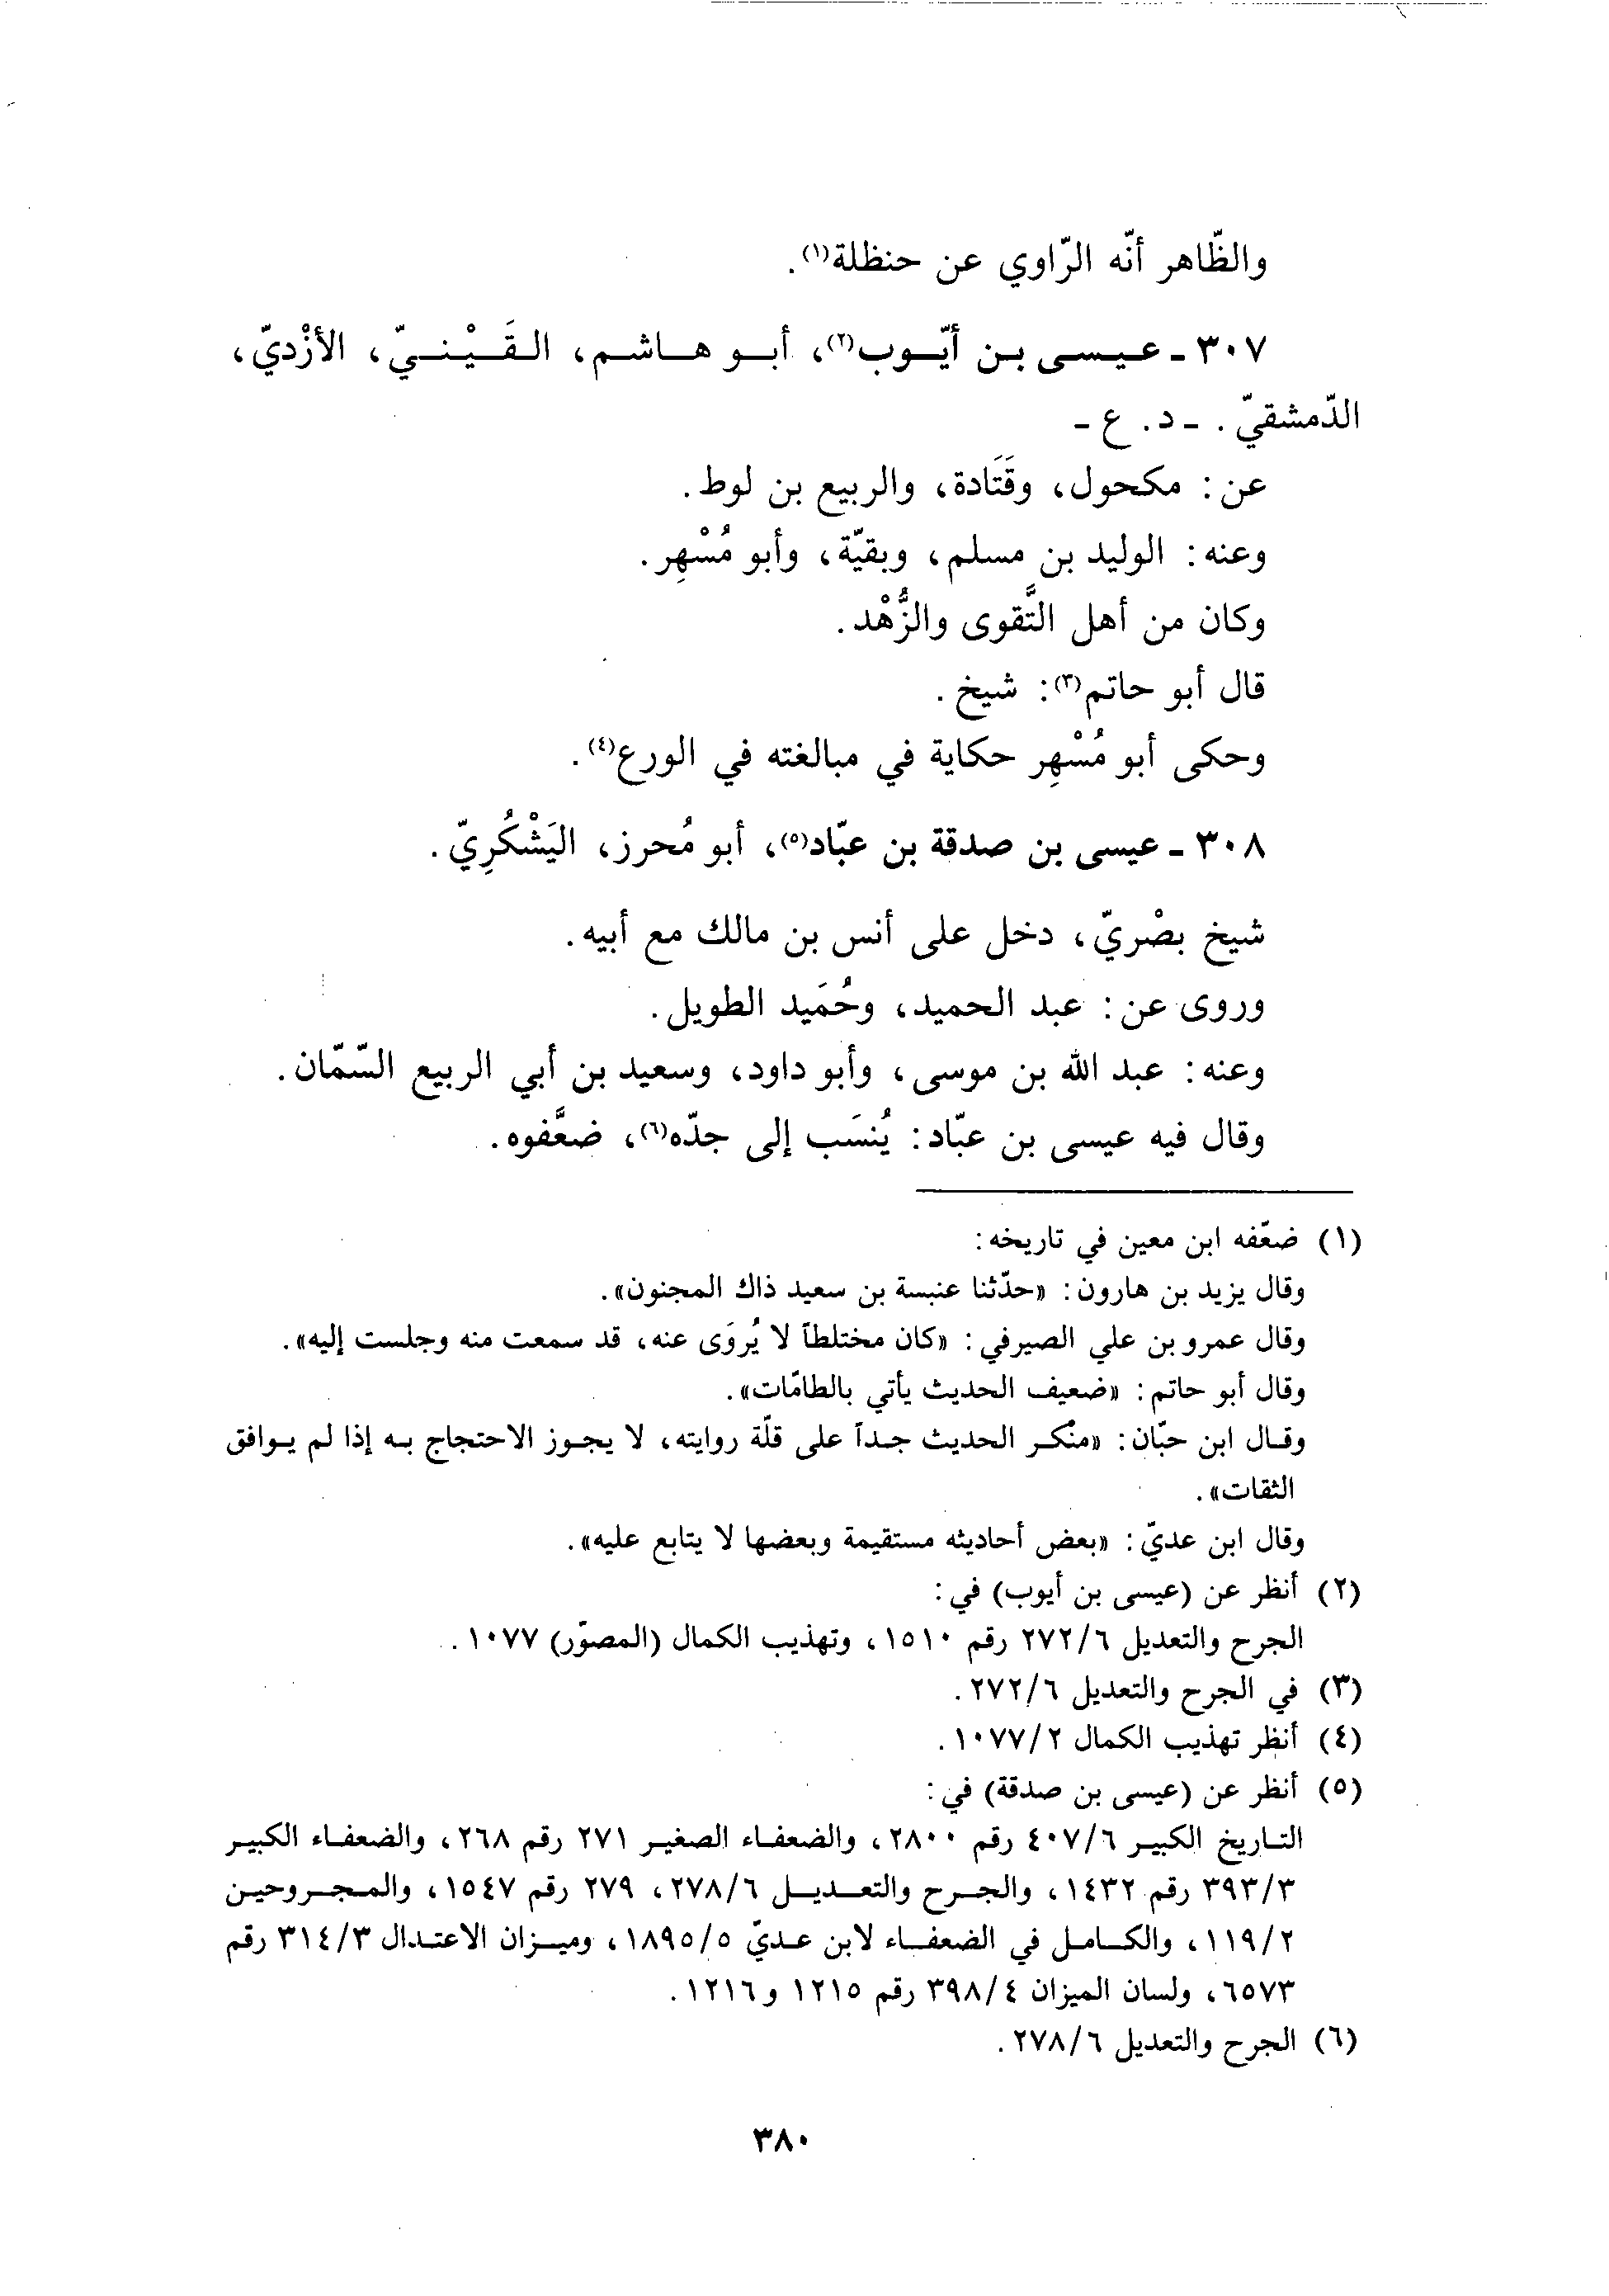 والظّاهر أنّه الرّاوي عن حنظلة(١).
٣٠٧ ـ عيسى بن أيّوب(٢)، أبو هاشم، القَيْنيّ، الأزْديّ،
الدّمشقيّ. ـ د. ع ـ
عن: مكحول، وقَتَادة، والربيع بن لوط.
وعنه: الوليد بن مسلم، وبقيّة، وأبو مُسْهِر.
وكان من أهل التَّقوى والزُّهْد.
قال أبو حاتم(٣): شيخ.
وحكى أبو مُسْهِر حكاية في مبالغته في الورع(٤).
٣٠٨ ـ عيسى بن صدقة بن عبّاد(٥)، أبو مُحرز، اليَشْكُرِيّ.
شيخ بصْريّ، دخل على أنس بن مالك مع أبيه.
وروى عن: عبد الحميد، وحُمَيد الطويل.
وعنه: عبد الله بن موسى، وأبو داود، وسعيد بن أبي الربيع السّمّان.
وقال فيه عيسى بن عبّاد: يُنسَب إلى جدّه(٦)، ضعَّفوه.
(١) ضعّفه ابن معين في تاريخه:
وقال يزيد بن هارون: «حدّثنا عنبسة بن سعيد ذاك المجنون».
وقال عمرو بن علي الصيرفي: «كان مختلطاً لا يُروَى عنه، قد سمعت منه وجلست إليه».
وقال أبو حاتم: «ضعيف الحديث يأتي بالطامّات».
وقال ابن حبّان: «منْكر الحديث جداً على قلّة روايته، لا يجوز الاحتجاج به إذا لم يوافق
الثقات».
وقال ابن عديّ: «بعض أحاديثه مستقيمة وبعضها لا يتابع عليه».
(٢) أنظر عن (عيسى بن أيوب) في:
الجرح والتعديل ٢٧٢/٦ رقم ١٥١٠، وتهذيب الكمال (المصوّر) ١٠٧٧.
(٣) في الجرح والتعديل ٢٧٢/٦.
(٤) أنظر تهذيب الكمال ١٠٧٧/٢.
(٥) أنظر عن (عيسى بن صدقة) في:
التاريخ الكبير ٤٠٧/٦ رقم ٢٨٠٠، والضعفاء الصغير ٢٧١ رقم ٢٦٨، والضعفاء الكبير
٣٩٣/٣ رقم ١٤٣٢، والجرح والتعديل ٢٧٨/٦، ٢٧٩ رقم ١٥٤٧، والمجروحين
١١٩/٢، والكامل في الضعفاء لابن عديّ ١٨٩٥/٥، وميزان الاعتدال ٣١٤/٣ رقم
٦٥٧٣، ولسان الميزان ٣٩٨/٤ رقم ١٢١٥ و١٢١٦.
(٦) الجرح والتعديل ٢٧٨/٦.
٣٨٠